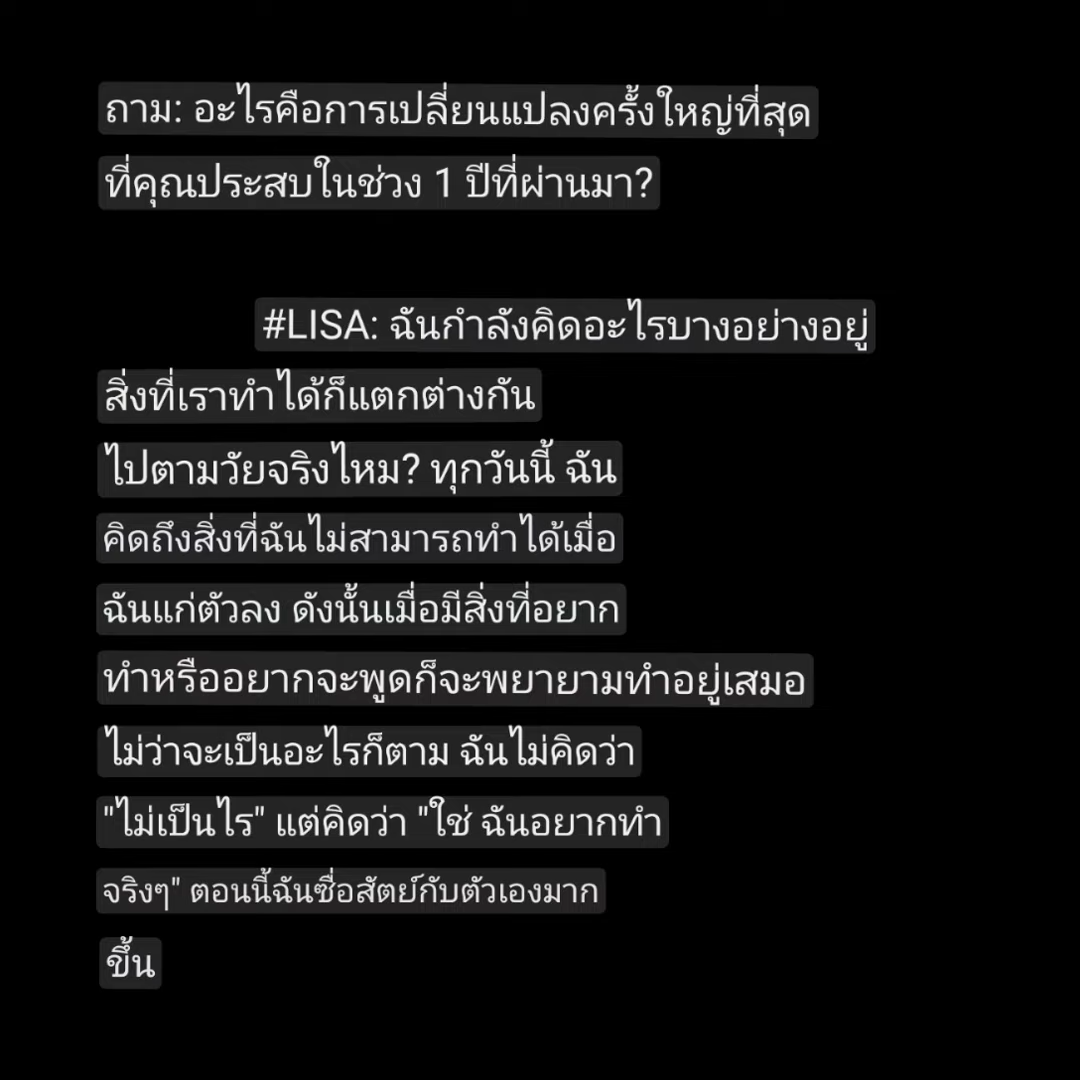 ถาม: อะไรคือการเปลี่ยนแปลงครั้งใหญ่ที่สุด
ที่คุณประสบในช่วง 1 ปีที่ผ่านมา?
#LISA: ฉันกำลังคิดอะไรบางอย่างอยู่
สิ่งที่เราทำได้ก็แตกต่างกัน
ไปตามวัยจริงไหม? ทุกวันนี้ ฉัน
คิดถึงสิ่งที่ฉันไม่สามารถทำได้เมื่อ
ฉันแก่ตัวลง ดังนั้นเมื่อมีสิ่งที่อยาก
ทำหรืออยากจะพูดก็จะพยายามทำอยู่เสมอ
ไม่ว่าจะเป็นอะไรก็ตาม ฉันไม่คิดว่า
"ไม่เป็นไร" แต่คิดว่า "ใช่ ฉันอยากทำ
จริงๆ" ตอนนี้ฉันซื่อสัตย์กับตัวเองมาก
ขึ้น